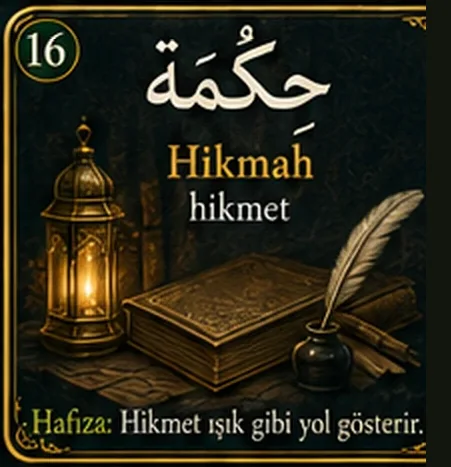 16
حِكُمَة
Hikmah
hikmet
Hafıza: Hikmet ışık gibi yol gösterir.